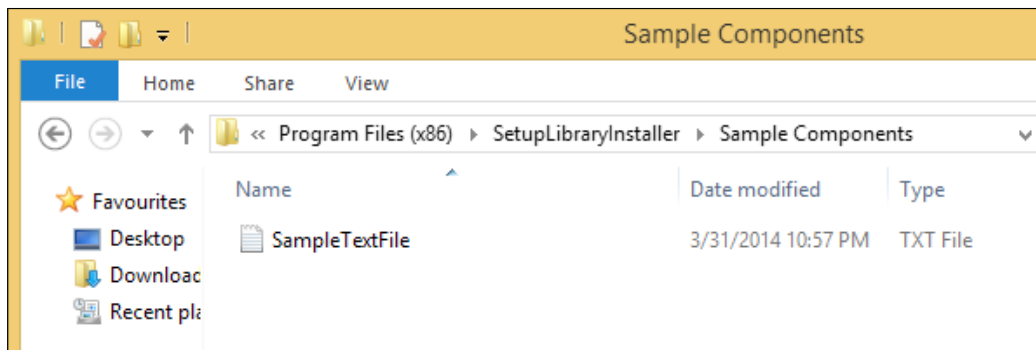 Sample Components
File Home Share View
« Program Files (x86) SetupLibraryInstaller Sample Components
Favourites
Name Date modified Type
Desktop
SampleTextFile 3/31/2014 10:57 PM TXT File
Downloac
Recent pla